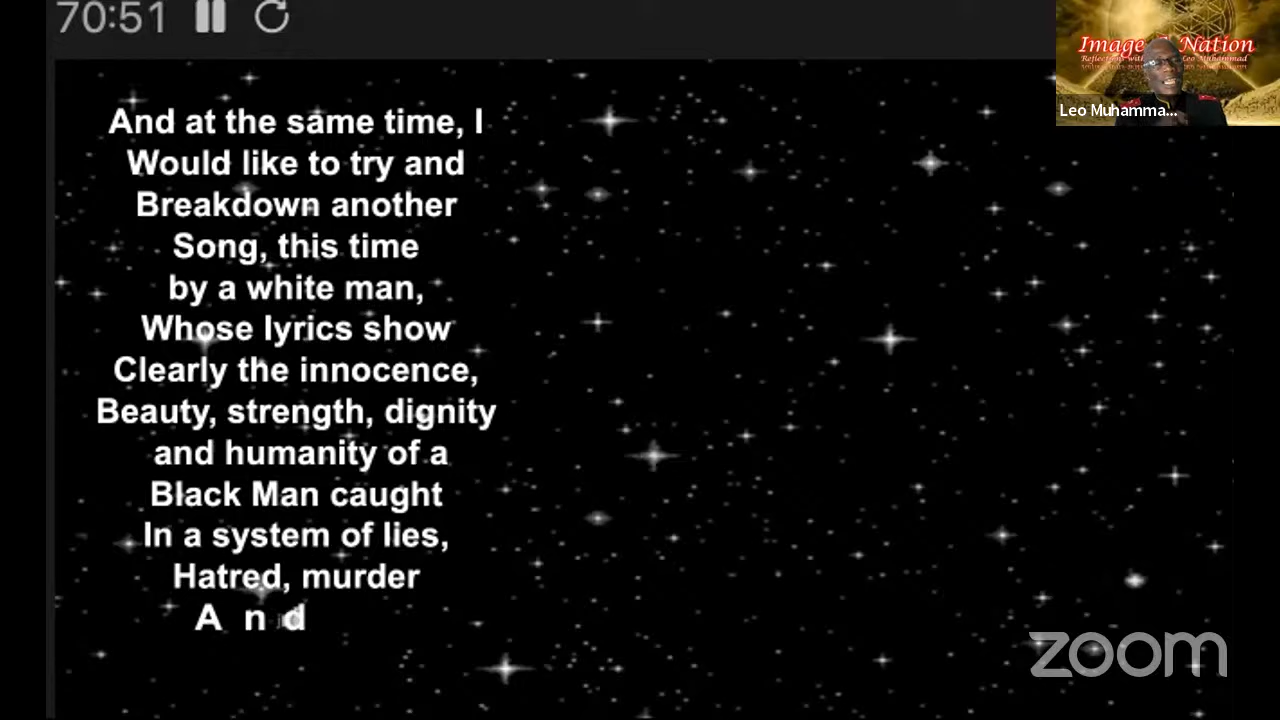 70:51
Image & Nation
Leo Muhamma...
And at the same time, I
Would like to try and
Breakdown another
Song, this time
by a white man,
Whose lyrics show
Clearly the innocence,
Beauty, strength, dignity
and humanity of a
Black Man caught
In a system of lies,
Hatred, murder
A n d
zoom